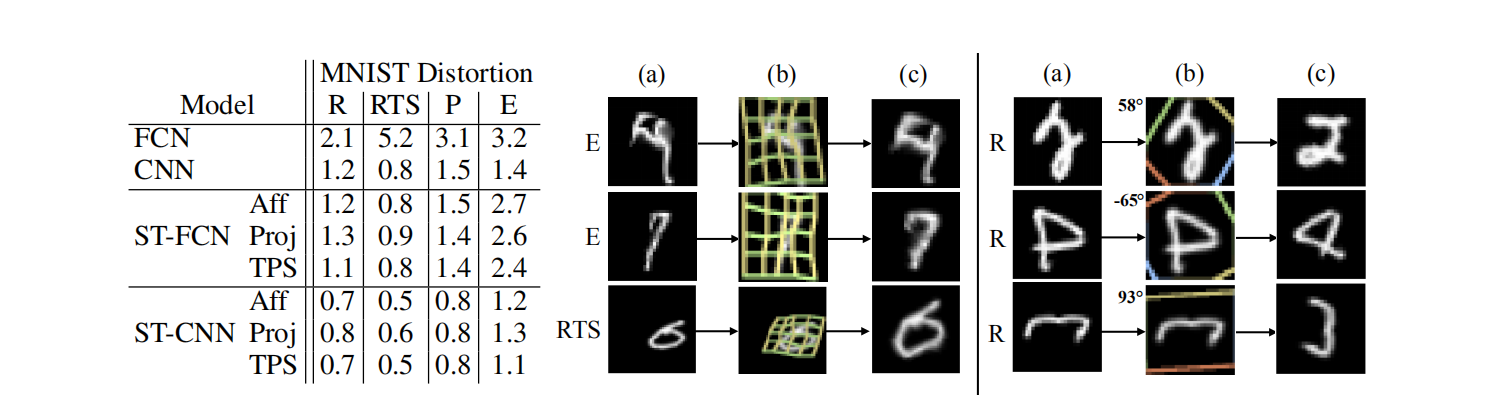 MNIST Distortion
Model R RTS P E
FCN 2.1 5.2 3.1 3.2
CNN 1.2 0.8 1.5 1.4
Aff 1.2 0.8 1.5 2.7
ST-FCN Proj 1.3 0.9 1.4 2.6
TPS 1.1 0.8 1.4 2.4
Aff 0.7 0.5 0.8 1.2
ST-CNN Proj 0.8 0.6 0.8 1.3
TPS 0.7 0.5 0.8 1.1
(a) (b) (c)
E
E
RTS
(a) (b) (c)
R 58°
R -65°
R 93°